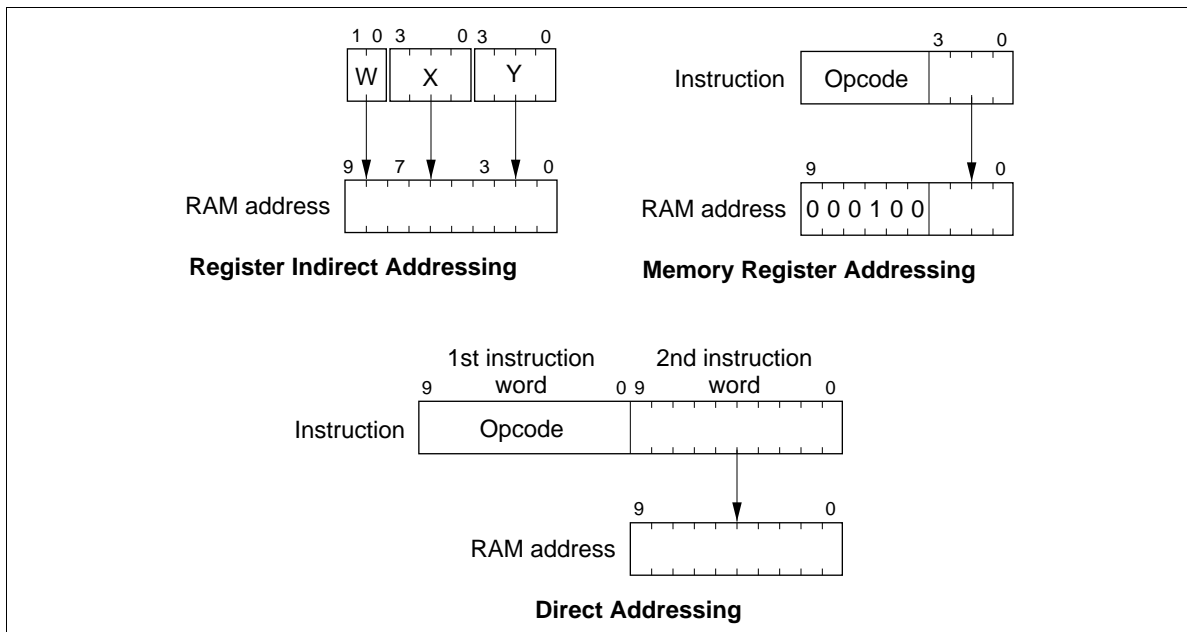 1 0 3 0 3 0
W X Y
9 7 3 0
RAM address
Register Indirect Addressing
3 0
Instruction Opcode
9 0
RAM address 0 0 0 1 0 0
Memory Register Addressing
1st instruction word
2nd instruction word
9 0 9 0
Instruction Opcode
9 0
RAM address
Direct Addressing